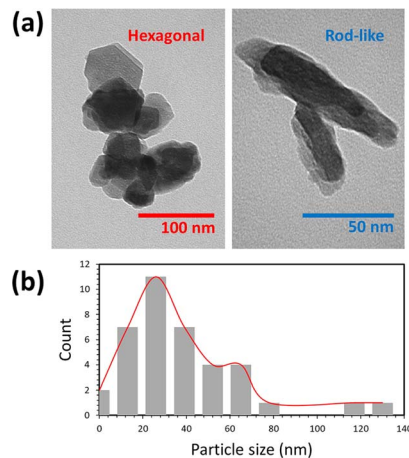 (a)
Hexagonal
Rod-like
100 nm
50 nm
(b)
Count
12
10
8
6
4
2
0
0 20 40 60 80 100 120 140
Particle size (nm)